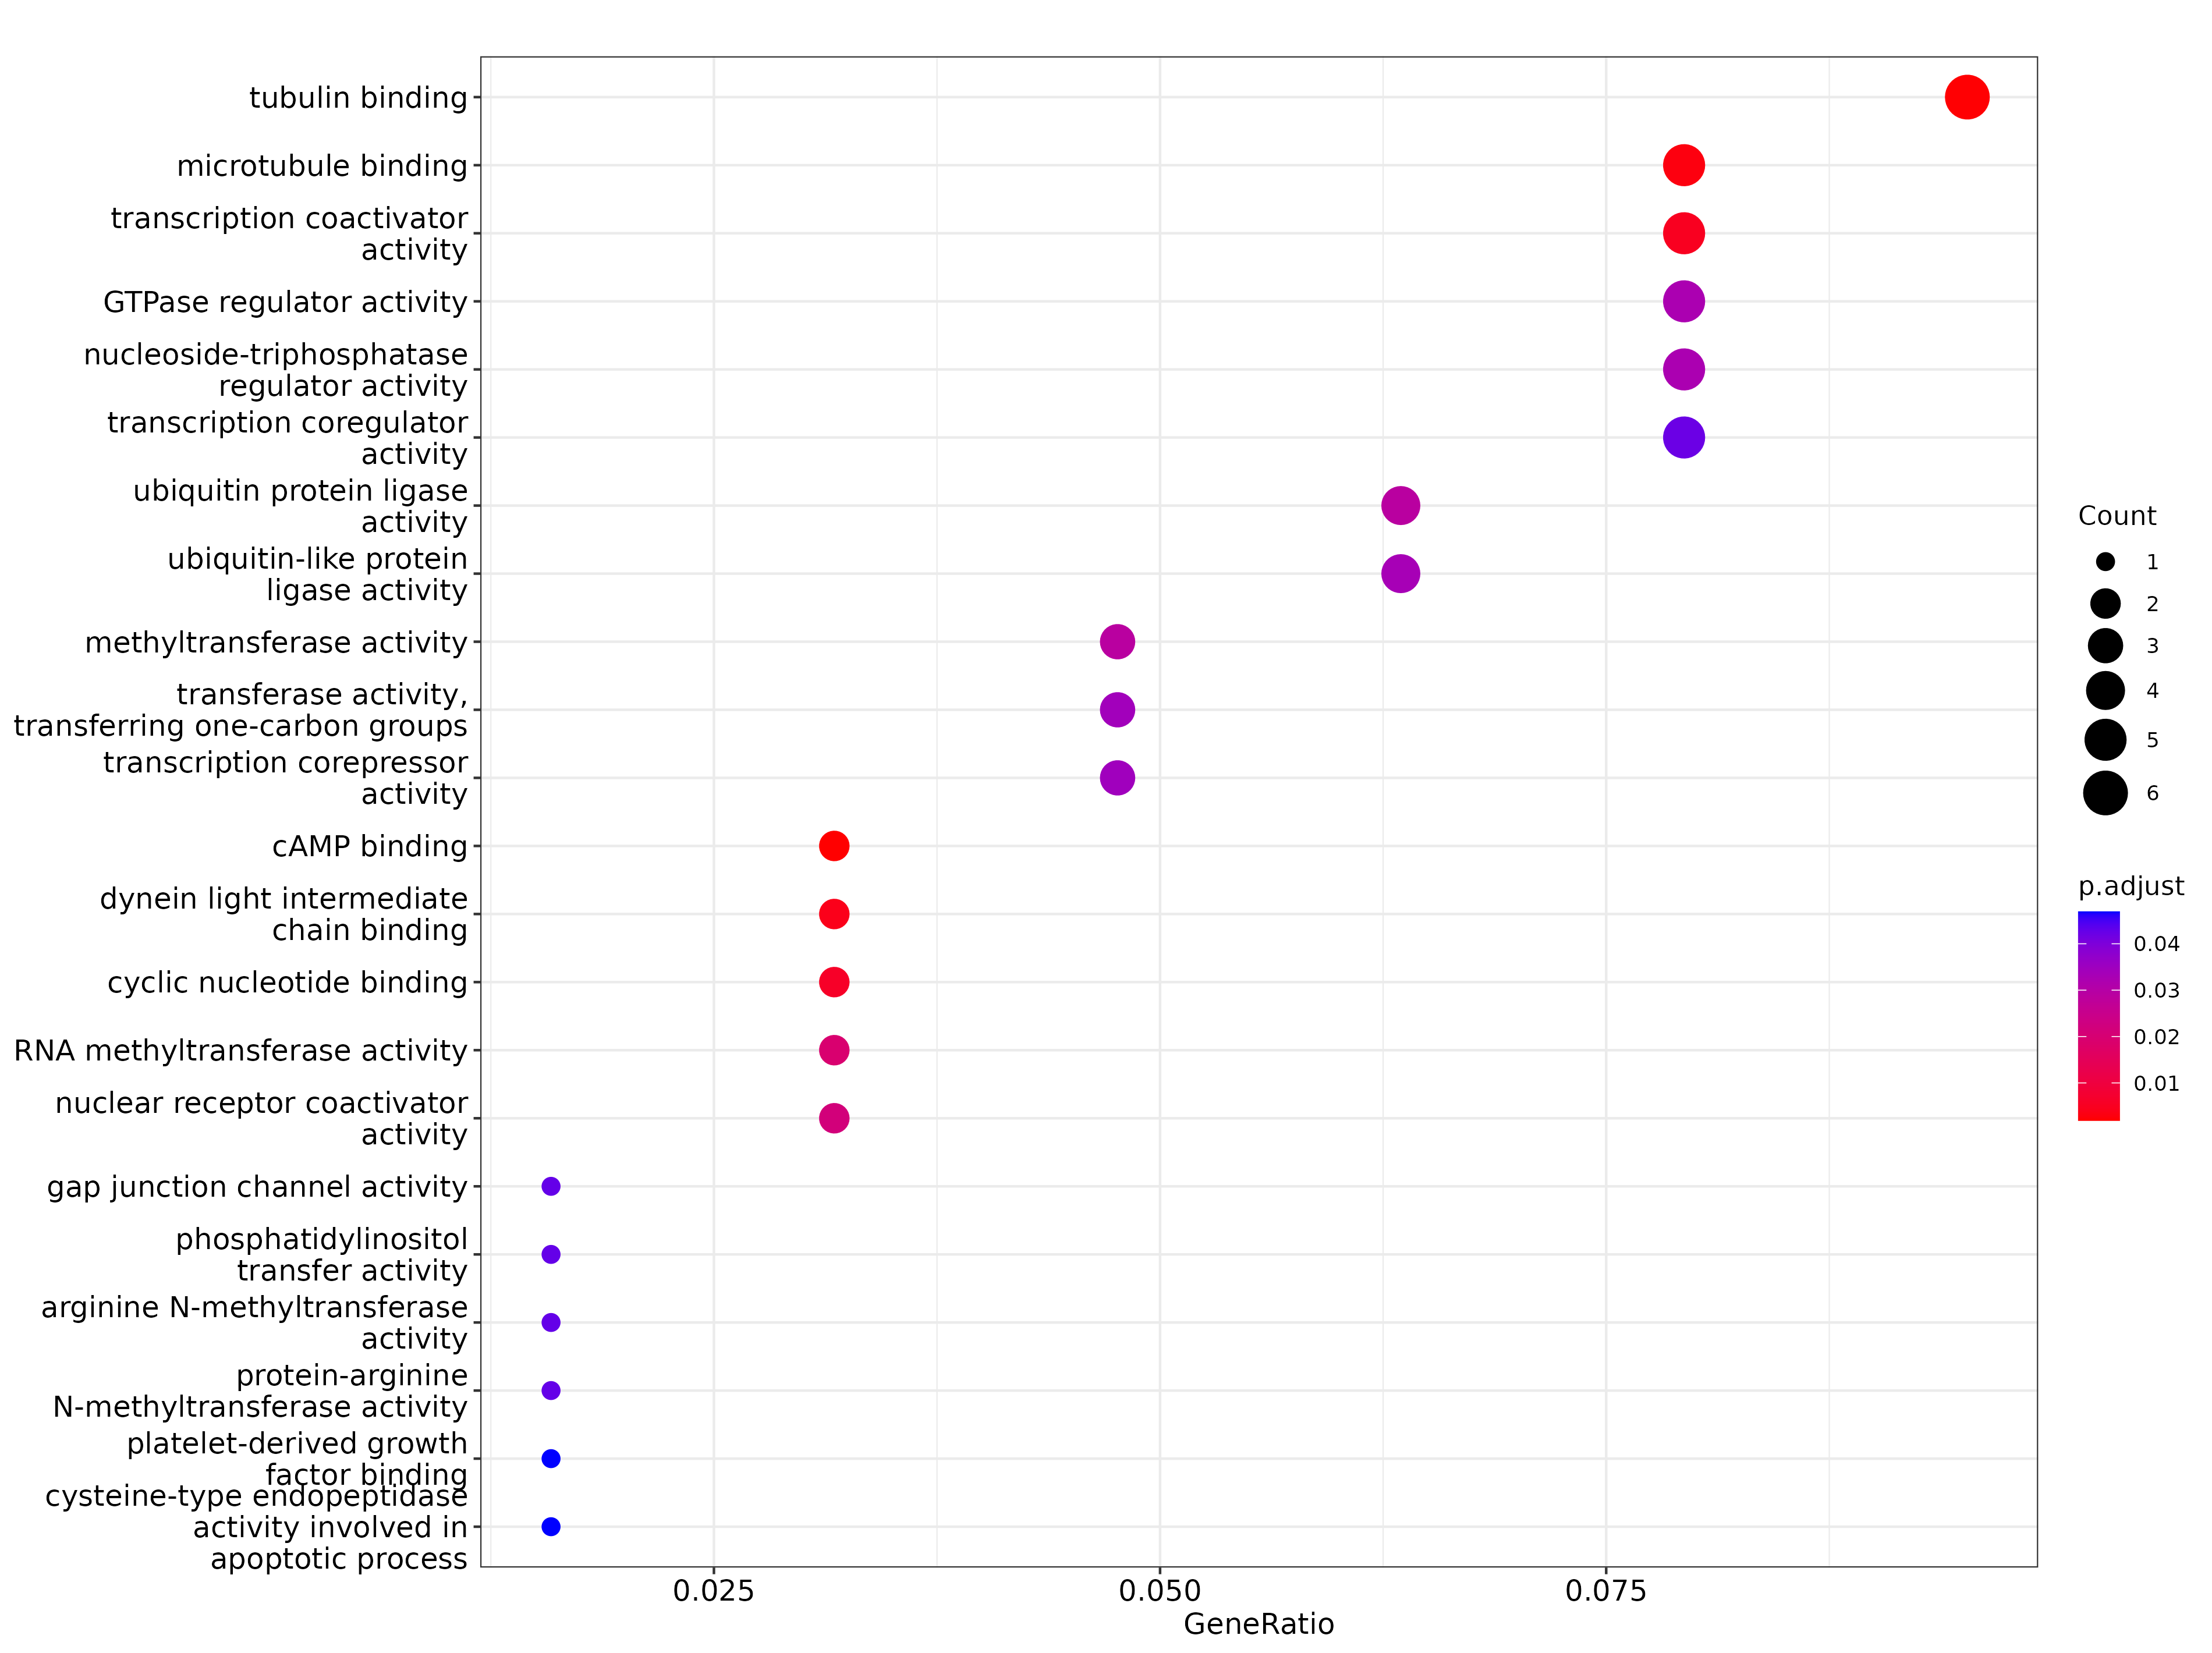 tubulin binding
microtubule binding
transcription coactivator
activity
GTPase regulator activity
nucleoside-triphosphatase
regulator activity
transcription coregulator
activity
ubiquitin protein ligase
activity
ubiquitin-like protein
ligase activity
methyltransferase activity
transferase activity,
transferring one-carbon groups
transcription corepressor
activity
cAMP binding
dynein light intermediate
chain binding
cyclic nucleotide binding
RNA methyltransferase activity
nuclear receptor coactivator
activity
gap junction channel activity
phosphatidylinositol
transfer activity
arginine N-methyltransferase
activity
protein-arginine
N-methyltransferase activity
platelet-derived growth
factor binding
cysteine-type endopeptidase
activity involved in
apoptotic process
0.025 0.050 0.075
GeneRatio
Count
1
2
3
4
5
6
p.adjust
0.04
0.03
0.02
0.01